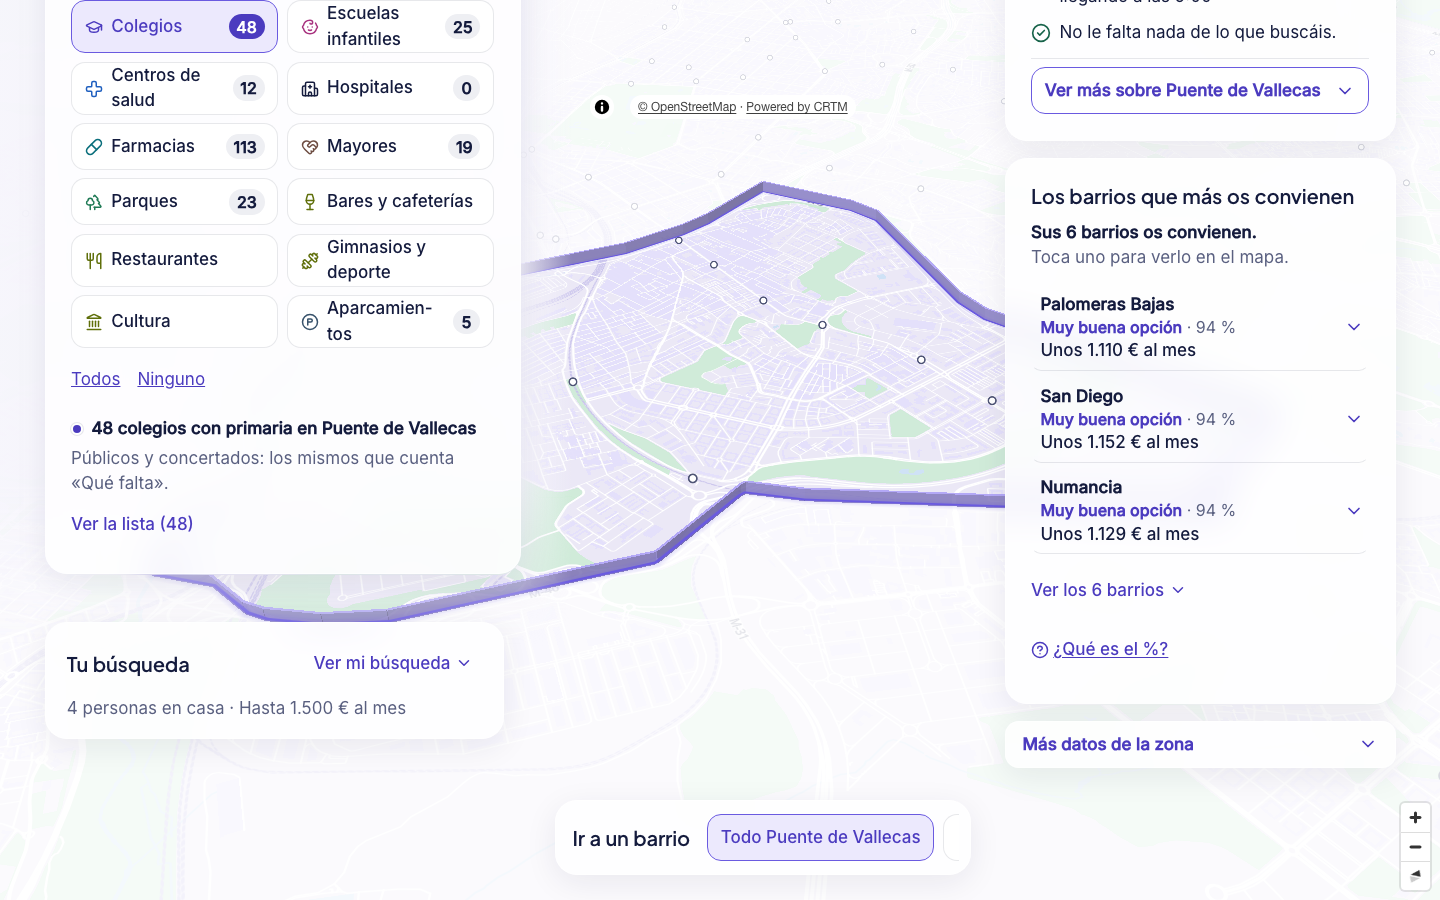 Colegios 48
Escuelas
infantiles 25
Centros de
salud 12
Hospitales 0
Farmacias 113
Mayores 19
Parques 23
Bares y cafeterías
Restaurantes
Gimnasios y
deporte
Cultura
Aparcamien-
tos 5
Todos Ninguno
48 colegios con primaria en Puente de Vallecas
Públicos y concertados: los mismos que cuenta
«Qué falta».
Ver la lista (48)
Tu búsqueda
Ver mi búsqueda
4 personas en casa · Hasta 1.500 € al mes
© OpenStreetMap · Powered by CRTM
M-31
Ir a un barrio
Todo Puente de Vallecas
No le falta nada de lo que buscáis.
Ver más sobre Puente de Vallecas
Los barrios que más os convienen
Sus 6 barrios os convienen.
Toca uno para verlo en el mapa.
Palomeras Bajas
Muy buena opción · 94 %
Unos 1.110 € al mes
San Diego
Muy buena opción · 94 %
Unos 1.152 € al mes
Numancia
Muy buena opción · 94 %
Unos 1.129 € al mes
Ver los 6 barrios
¿Qué es el %?
Más datos de la zona